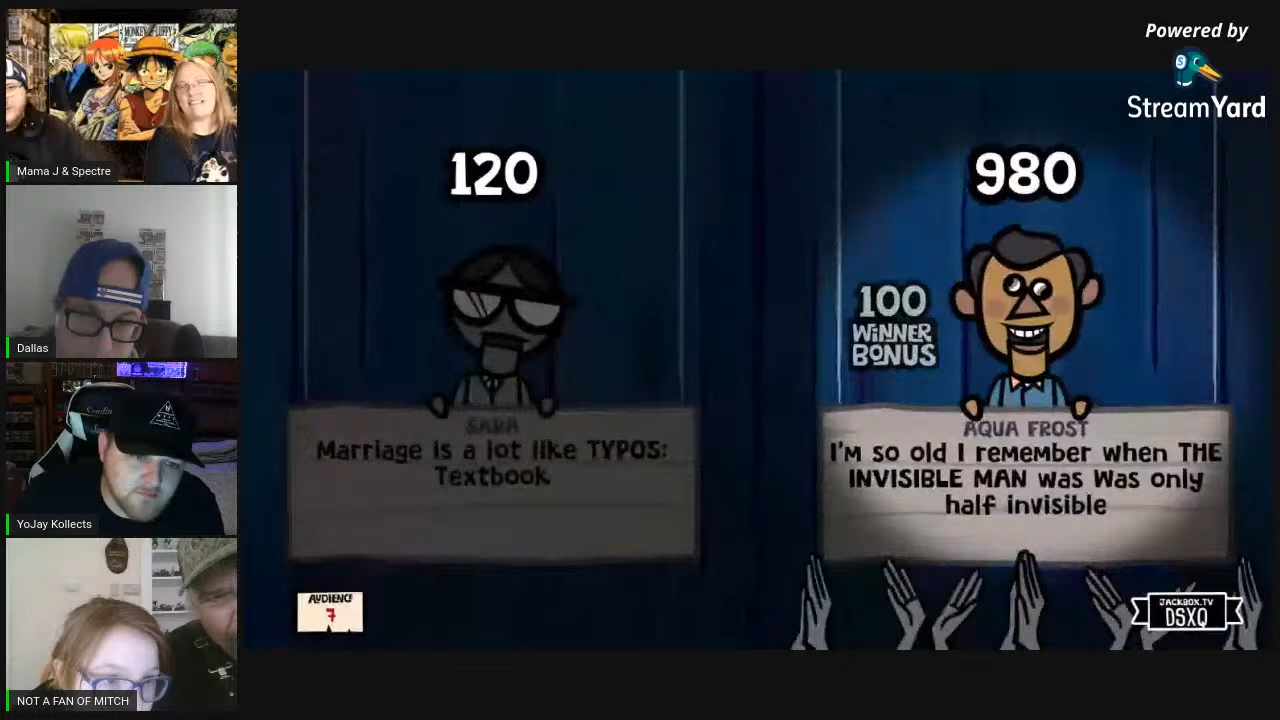 Powered by
StreamYard
MONKEY D. LUFFY
Mama J & Spectre
Dallas
YoJay Kollects
NOT A FAN OF MITCH
120
SARA
Marriage is a lot like TYPOS:
Textbook
980
100
WINNER
BONUS
AQUA FROST
I'm so old I remember when THE
INVISIBLE MAN was Was only
half invisible
AUDIENCE
7
JACKBOX.TV
DSXQ